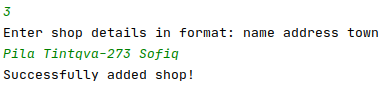 3
Enter shop details in format: name address town
Pila Tintqva-273 Sofiq
Successfully added shop!